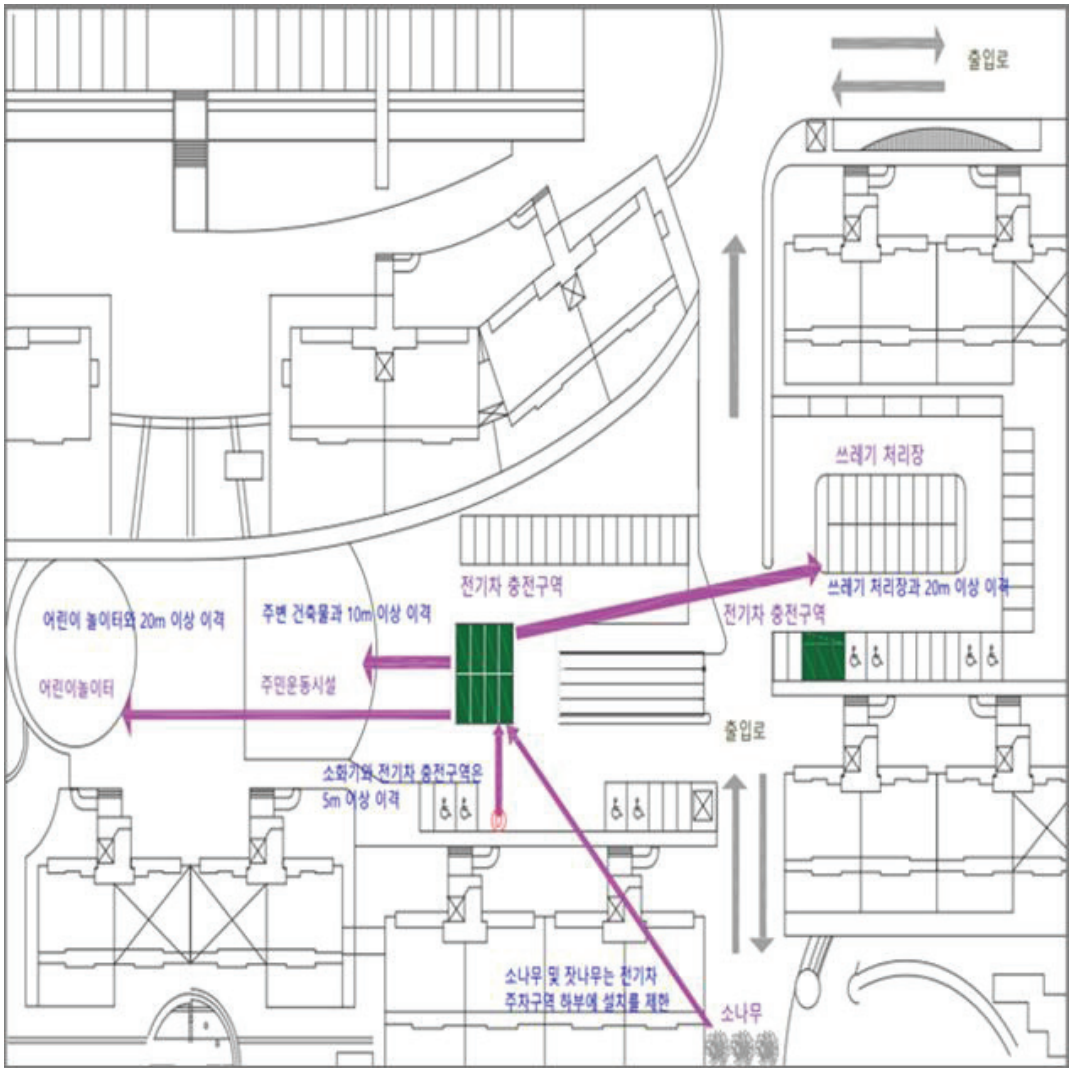 출입로
쓰레기 처리장
전기차 충전구역
쓰레기 처리장과 20m 이상 이격
어린이 놀이터와 20m 이상 이격
주변 건축물과 10m 이상 이격
전기차 충전구역
어린이놀이터
주민운동시설
출입로
소화기와 전기차 충전구역은
5m 이상 이격
소나무 및 잣나무는 전기차
주차구역 하부에 설치를 제한
소나무